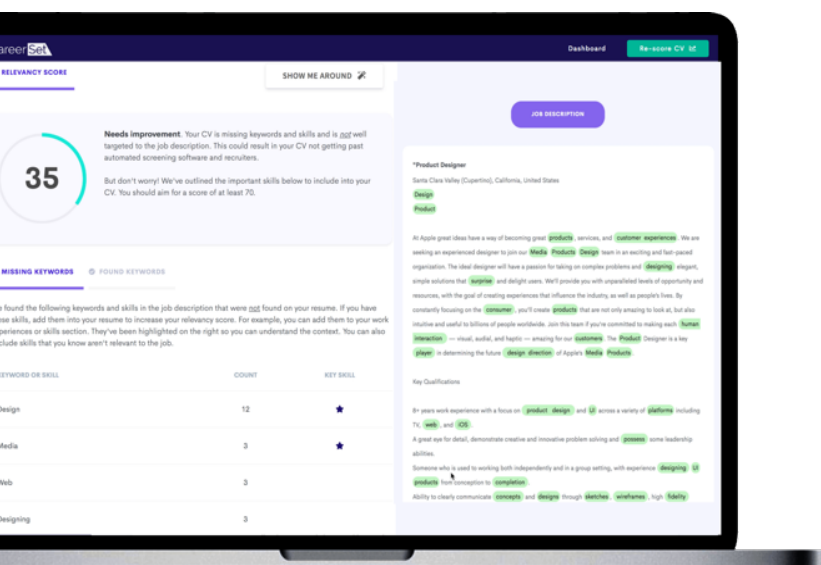 areerSet
Dashboard
Re-score CV
RELEVANCY SCORE
SHOW ME AROUND
35
Needs improvement. Your CV is missing keywords and skills and is not well
targeted to the job description. This could result in your CV not getting past
automated screening software and recruiters.
But don't worry! We've outlined the important skills below to include into your
CV. You should aim for a score of at least 70.
MISSING KEYWORDS
FOUND KEYWORDS
e found the following keywords and skills in the job description that were not found on your resume. If you have
ese skills, add them into your resume to increase your relevancy score. For example, you can add them to your work
periences or skills section. They've been highlighted on the right so you can understand the context. You can also
clude skills that you know aren't relevant to the job.
EYWORD OR SKILL
COUNT
KEY SKILL
Design
12
Media
3
Web
3
Designing
3
JOB DESCRIPTION
*Product Designer
Santa Clara Valley (Cupertino), California, United States
Design
Product
At Apple great ideas have a way of becoming great products, services, and customer experiences. We are
seeking an experienced designer to join our Media Products Design team in an exciting and fast-paced
organization. The ideal designer will have a passion for taking on complex problems and designing elegant,
simple solutions that surprise and delight users. We'll provide you with unparalleled levels of opportunity and
resources, with the goal of creating experiences that influence the industry, as well as people's lives. By
constantly focusing on the consumer, you'll create products that are not only amazing to look at, but also
intuitive and useful to billions of people worldwide. Join this team if you're committed to making each human
interaction — visual, audial, and haptic — amazing for our customers. The Product Designer is a key
player in determining the future design direction of Apple's Media Products.
Key Qualifications
8+ years work experience with a focus on product design and UI across a variety of platforms including
TV, web, and iOS.
A great eye for detail, demonstrate creative and innovative problem solving and possess some leadership
abilities.
Someone who is used to working both independently and in a group setting, with experience designing UI
products from conception to completion.
Ability to clearly communicate concepts and designs through sketches, wireframes, high fidelity